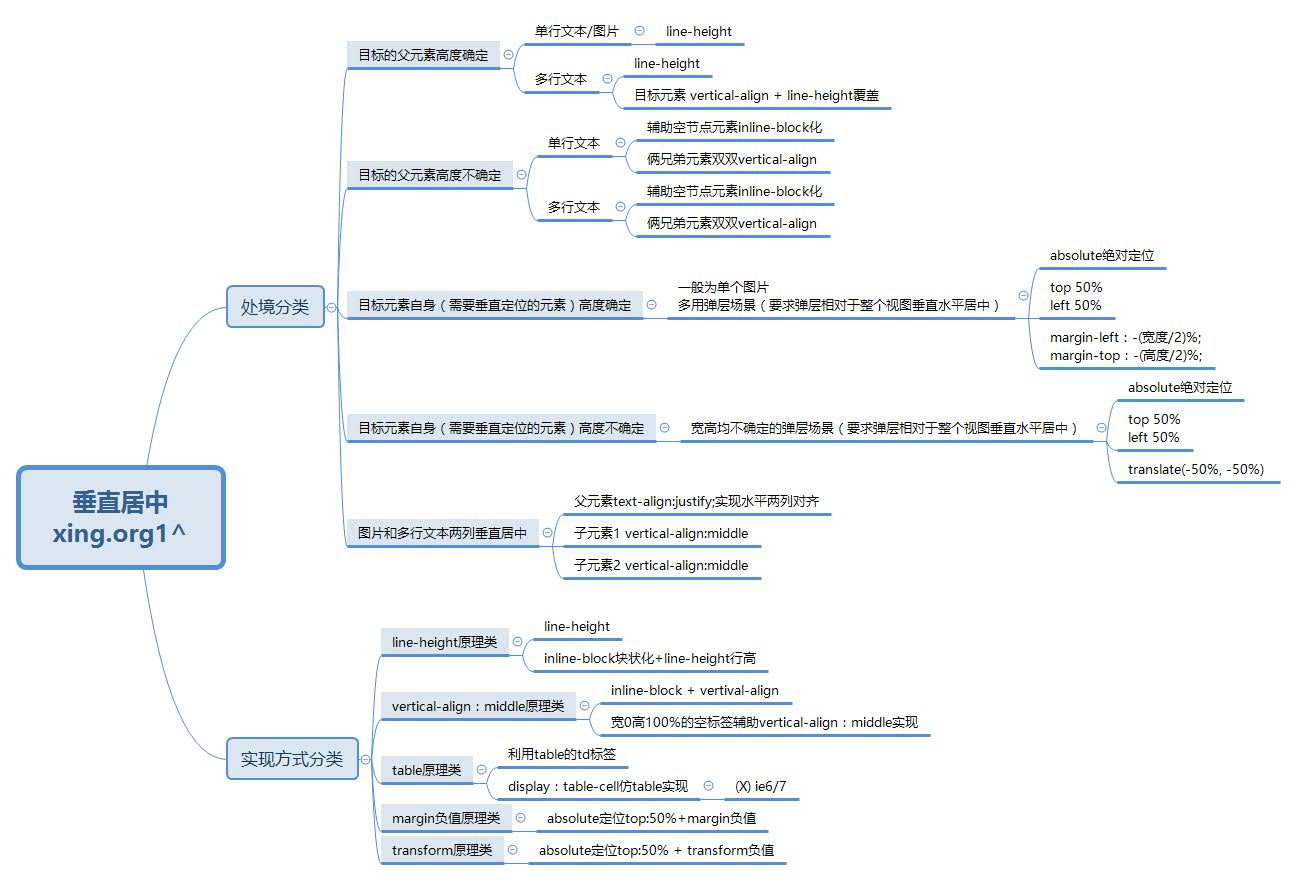 垂直居中
xing.org1^
处境分类
目标的父元素高度确定
单行文本/图片
line-height
多行文本
line-height
目标元素 vertical-align + line-height覆盖
目标的父元素高度不确定
单行文本
辅助空节点元素inline-block化
俩兄弟元素双双vertical-align
多行文本
辅助空节点元素inline-block化
俩兄弟元素双双vertical-align
目标元素自身（需要垂直定位的元素）高度确定
一般为单个图片
多用弹层场景（要求弹层相对于整个视图垂直水平居中）
absolute绝对定位
top 50%
left 50%
margin-left：-(宽度/2)%;
margin-top：-(高度/2)%;
目标元素自身（需要垂直定位的元素）高度不确定
宽高均不确定的弹层场景（要求弹层相对于整个视图垂直水平居中）
absolute绝对定位
top 50%
left 50%
translate(-50%, -50%)
图片和多行文本两列垂直居中
父元素text-align:justify;实现水平两列对齐
子元素1 vertical-align:middle
子元素2 vertical-align:middle
实现方式分类
line-height原理类
line-height
inline-block块状化+line-height行高
vertical-align：middle原理类
inline-block + vertival-align
宽0高100%的空标签辅助vertical-align：middle实现
table原理类
利用table的td标签
display：table-cell仿table实现
(X) ie6/7
margin负值原理类
absolute定位top:50%+margin负值
transform原理类
absolute定位top:50% + transform负值